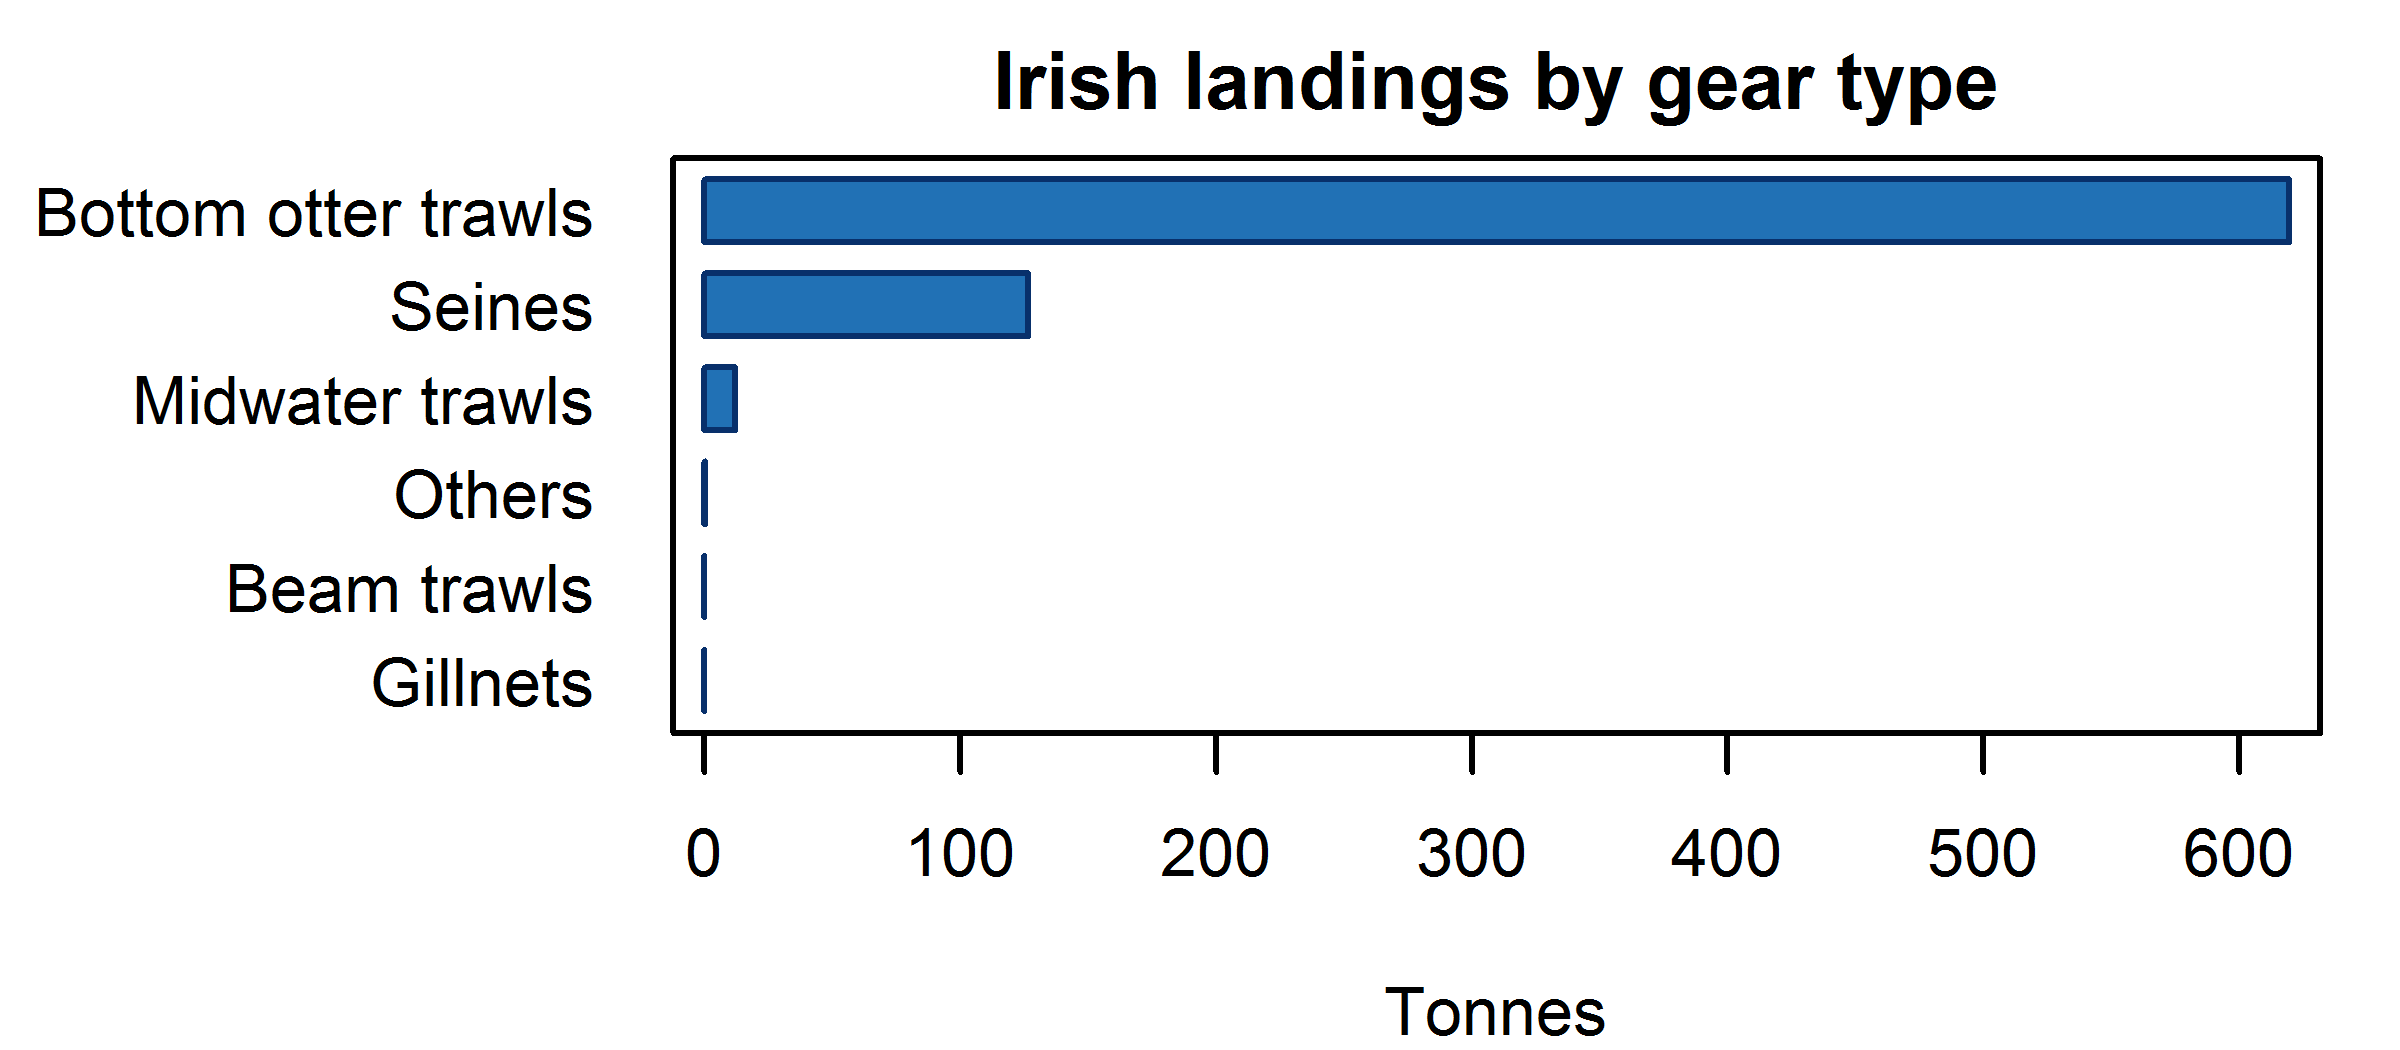 Irish landings by gear type
Bottom otter trawls
Seines
Midwater trawls
Others
Beam trawls
Gillnets
0 100 200 300 400 500 600
Tonnes